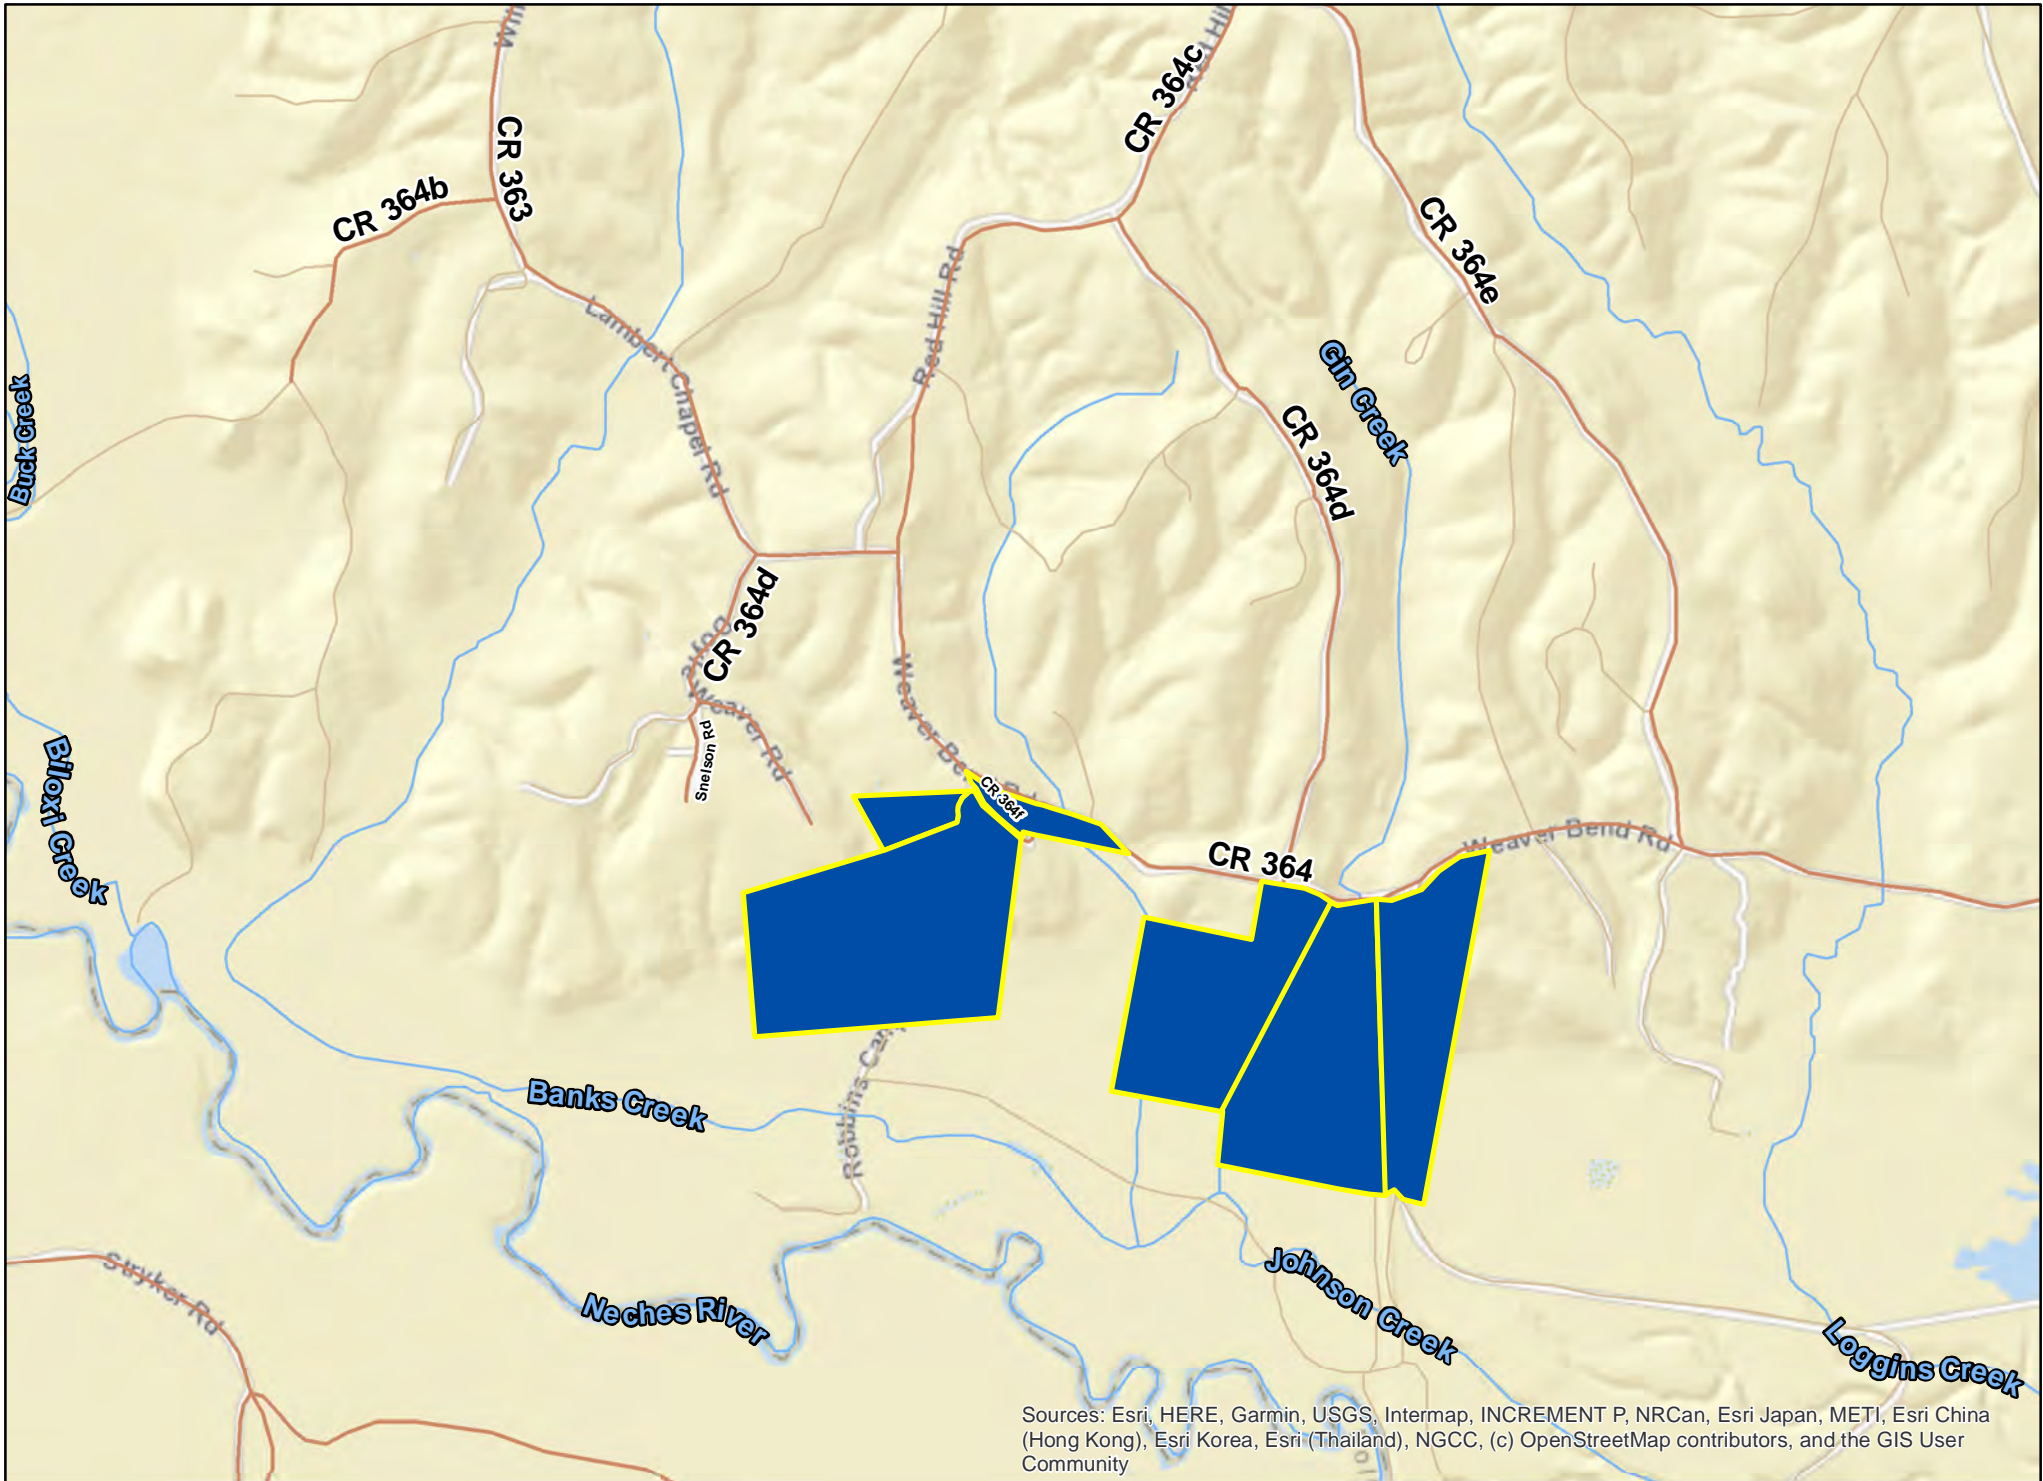 CR 364c
CR 363
CR 364b
CR 364e
Red Hill Rd
Lambert Chapel Rd
Gin Creek
Buck Creek
CR 364d
CR 364d
Weaver Rd
Snelson Rd
Weaver Bend Rd
CR 364f
Biloxi Creek
CR 364
Weaver Bend Rd
Robbins
Banks Creek
Johnson Creek
Stryker Rd
Neches River
Loggins Creek
Sources: Esri, HERE, Garmin, USGS, Intermap, INCREMENT P, NRCan, Esri Japan, METI, Esri China
(Hong Kong), Esri Korea, Esri (Thailand), NGCC, (c) OpenStreetMap contributors, and the GIS User
Community